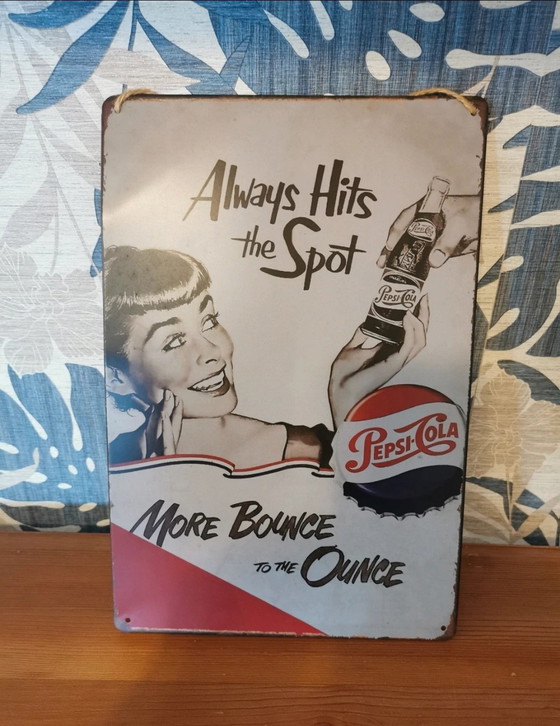 Always Hits
the Spot
Pepsi-Cola
Pepsi-Cola
Pepsi-Cola
More Bounce
to the Ounce